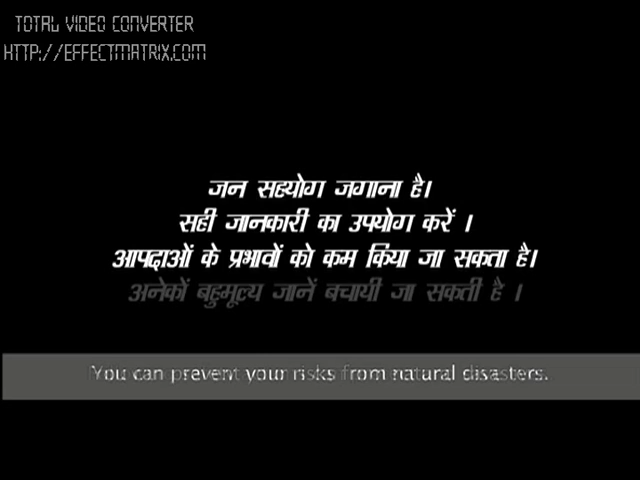 TOTAL VIDEO CONVERTER
HTTP://EFFECTMATRIX.COM
जन सहयोग जगाना है।
सही जानकारी का उपयोग करें ।
आपदाओं के प्रभावों को कम किया जा सकता है।
अनेकों बहुमूल्य जानें बचायी जा सकती है ।
You can prevent your risks from natural disasters.